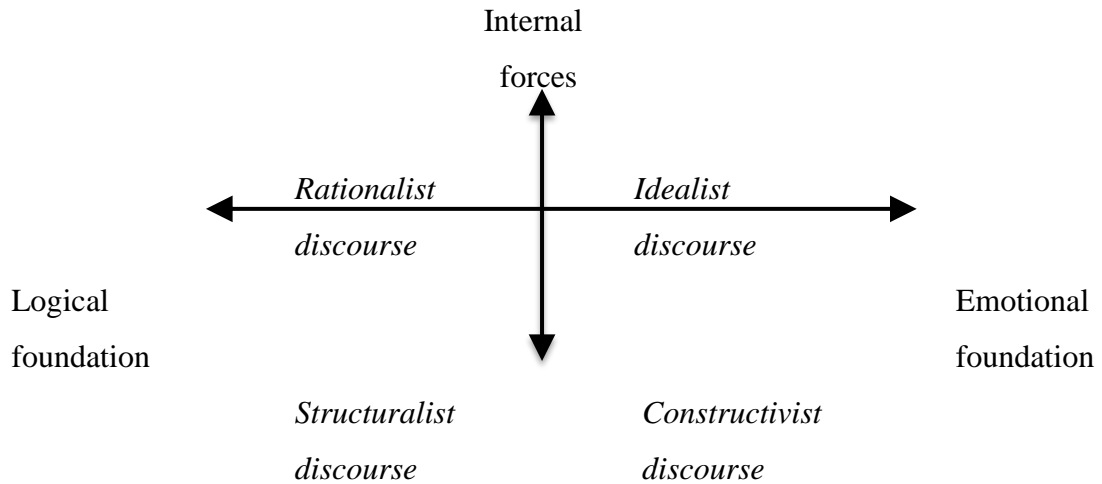 Internal
forces
Rationalist
discourse
Idealist
discourse
Logical
foundation
Emotional
foundation
Structuralist
discourse
Constructivist
discourse